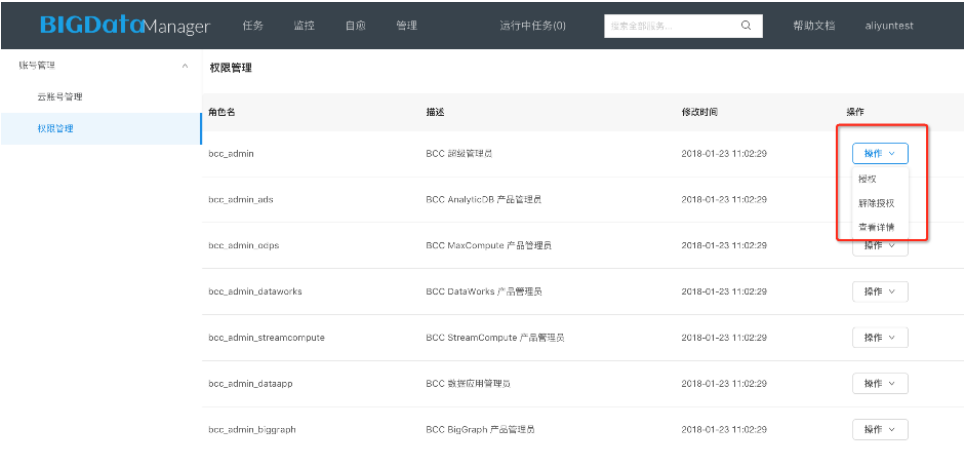 BIGData Manager 任务 监控 自愈 管理 运行中任务(0) 搜索全部服务... 帮助文档 aliyuntest
账号管理 权限管理
云账号管理
权限管理
角色名 描述 修改时间 操作
bcc_admin BCC 超级管理员 2018-01-23 11:02:29 操作
授权
bcc_admin_ads BCC AnalyticDB 产品管理员 2018-01-23 11:02:29
解除授权
查看详情
bcc_admin_odps BCC MaxCompute 产品管理员 2018-01-23 11:02:29 操作
bcc_admin_dataworks BCC DataWorks 产品管理员 2018-01-23 11:02:29 操作
bcc_admin_streamcompute BCC StreamCompute 产品管理员 2018-01-23 11:02:29 操作
bcc_admin_dataapp BCC 数据应用管理员 2018-01-23 11:02:29 操作
bcc_admin_biggraph BCC BigGraph 产品管理员 2018-01-23 11:02:29 操作